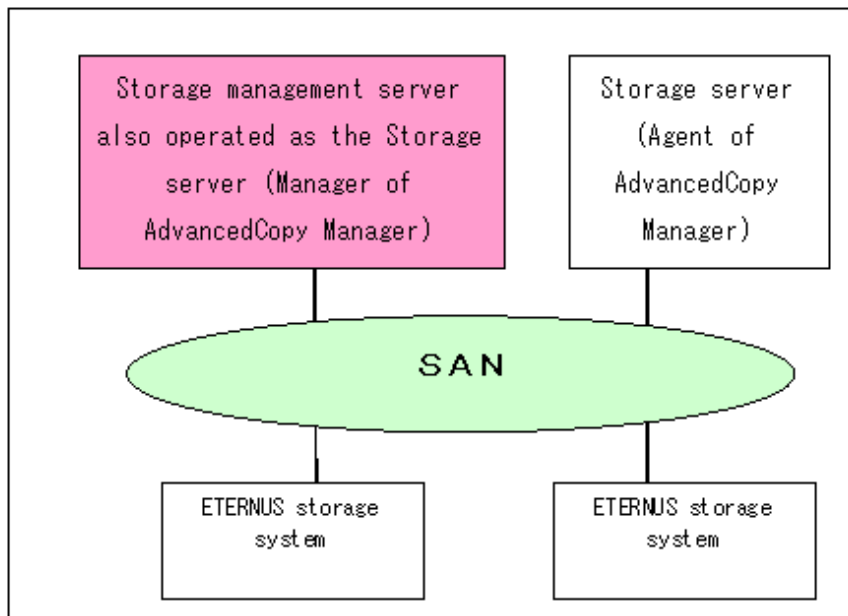 Storage management server
also operated as the Storage
server (Manager of
AdvancedCopy Manager)
Storage server
(Agent of
AdvancedCopy
Manager)
SAN
ETERNUS storage
system
ETERNUS storage
system